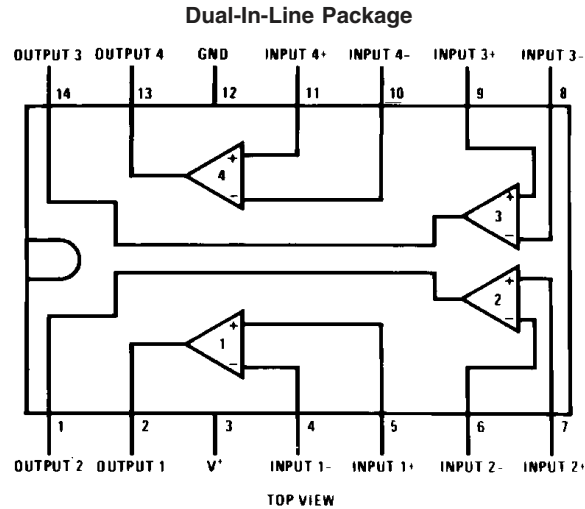 Dual-In-Line Package
OUTPUT 3 OUTPUT 4 GND INPUT 4+ INPUT 4- INPUT 3+ INPUT 3-
14 13 12 11 10 9 8
+
4
-
+
3
-
+
2
-
+
1
-
1 2 3 4 5 6 7
OUTPUT 2 OUTPUT 1 V+ INPUT 1- INPUT 1+ INPUT 2- INPUT 2+
TOP VIEW